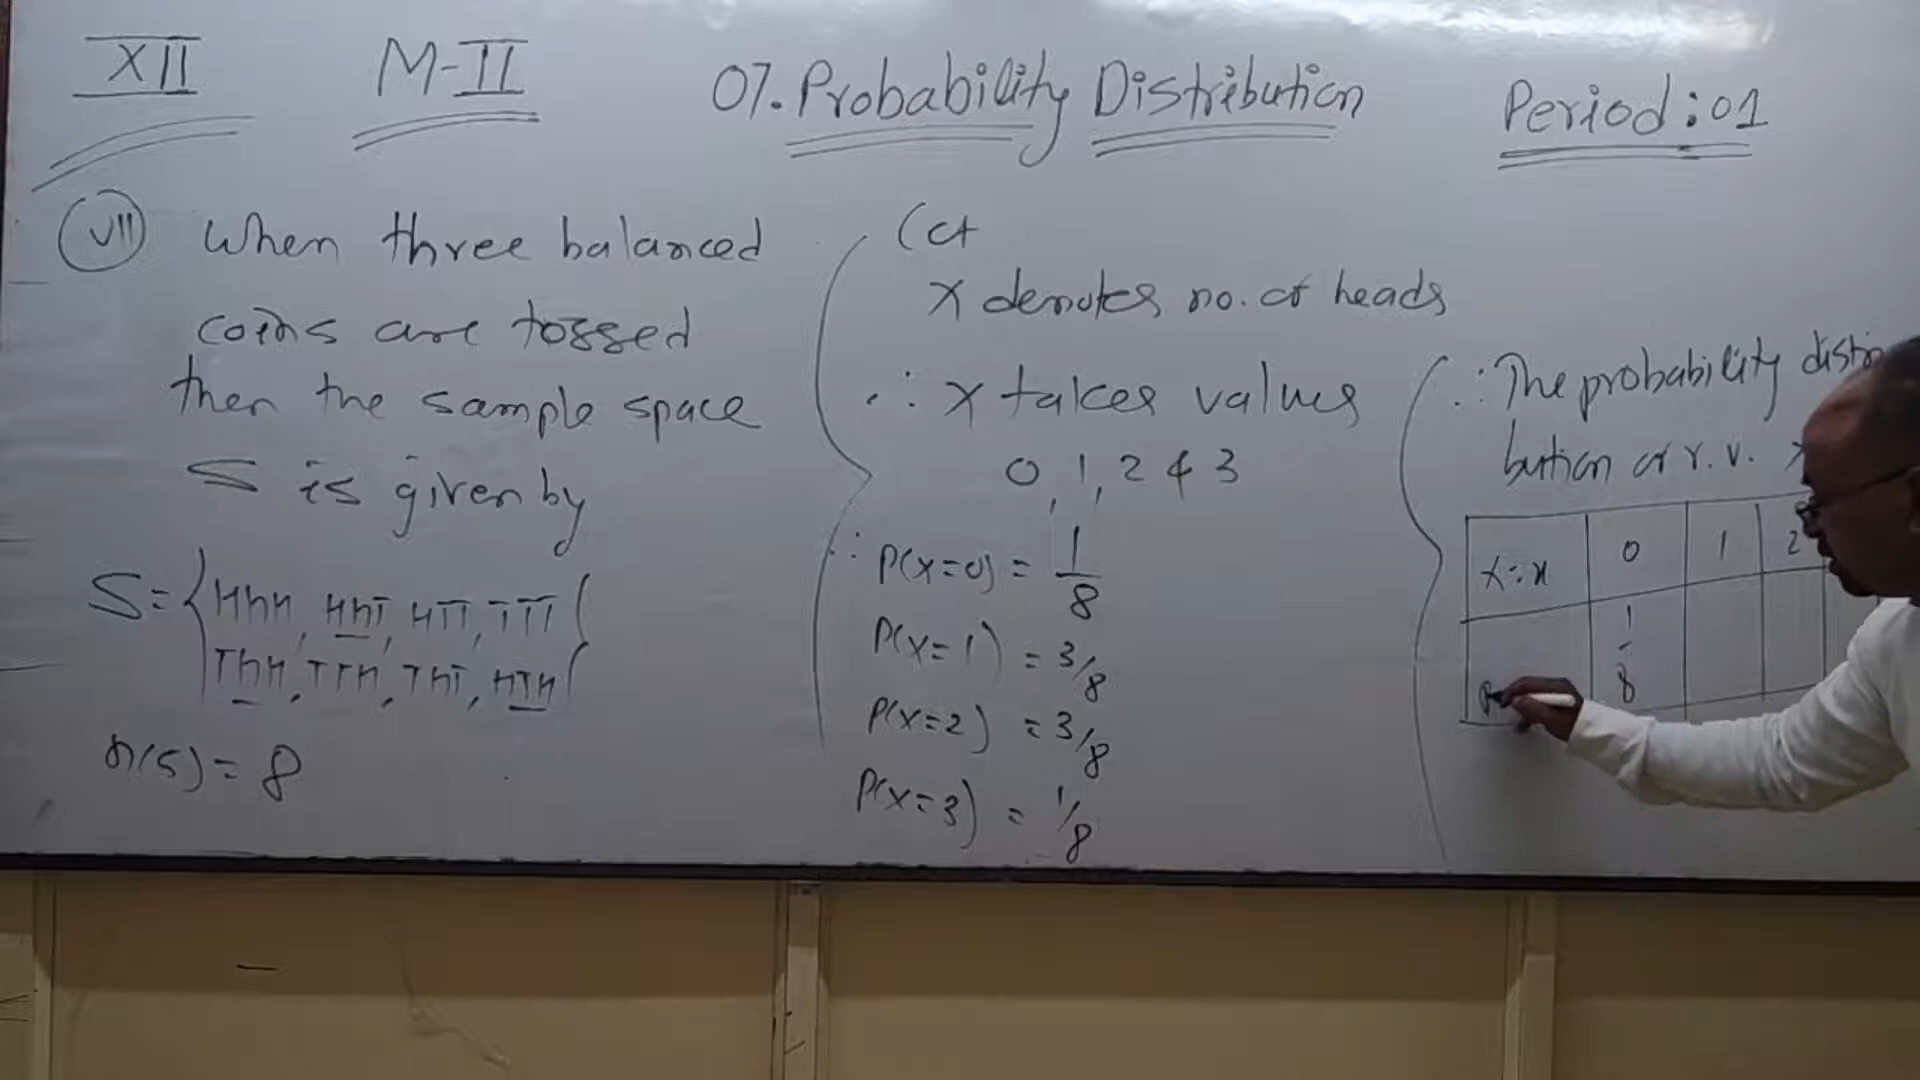 XII M-II 07. Probability Distribution Period : 01
VII When three balanced
coins are tossed
then the sample space
S is given by
S = { HHH, HHT, HTT, TTT
THH, TTH, THT, HTH }
n(S) = 8
Let
X denotes no. of heads
∴ X takes values
0, 1, 2 & 3
∴ P(X=0) = 1/8
P(X=1) = 3/8
P(X=2) = 3/8
P(X=3) = 1/8
∴ The probability distri
bution of r.v.
X=x 0 1 2
1/8